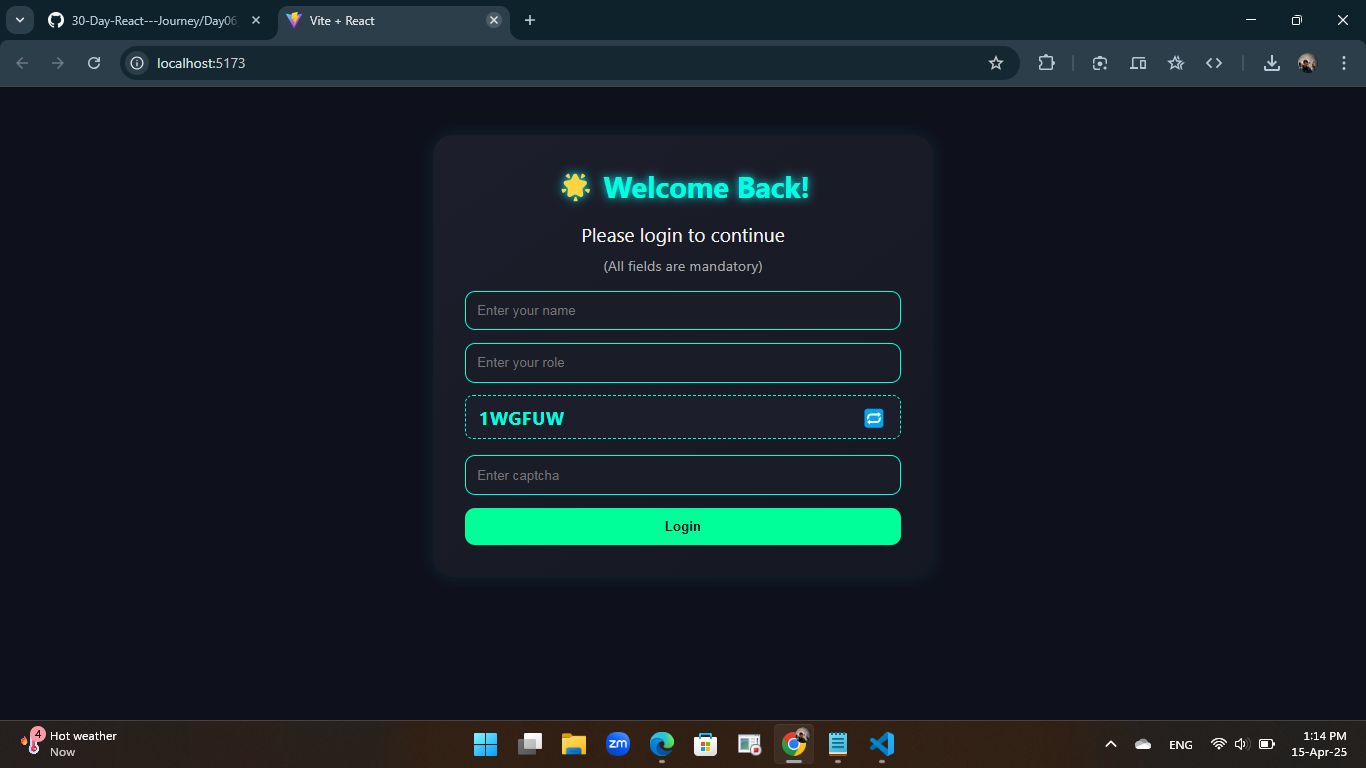 30-Day-React---Journey/Day06
Vite + React
localhost:5173
Welcome Back!
Please login to continue
(All fields are mandatory)
Enter your name
Enter your role
1WGFUW
Enter captcha
Login
4
Hot weather
Now
zm
ENG
1:14 PM
15-Apr-25